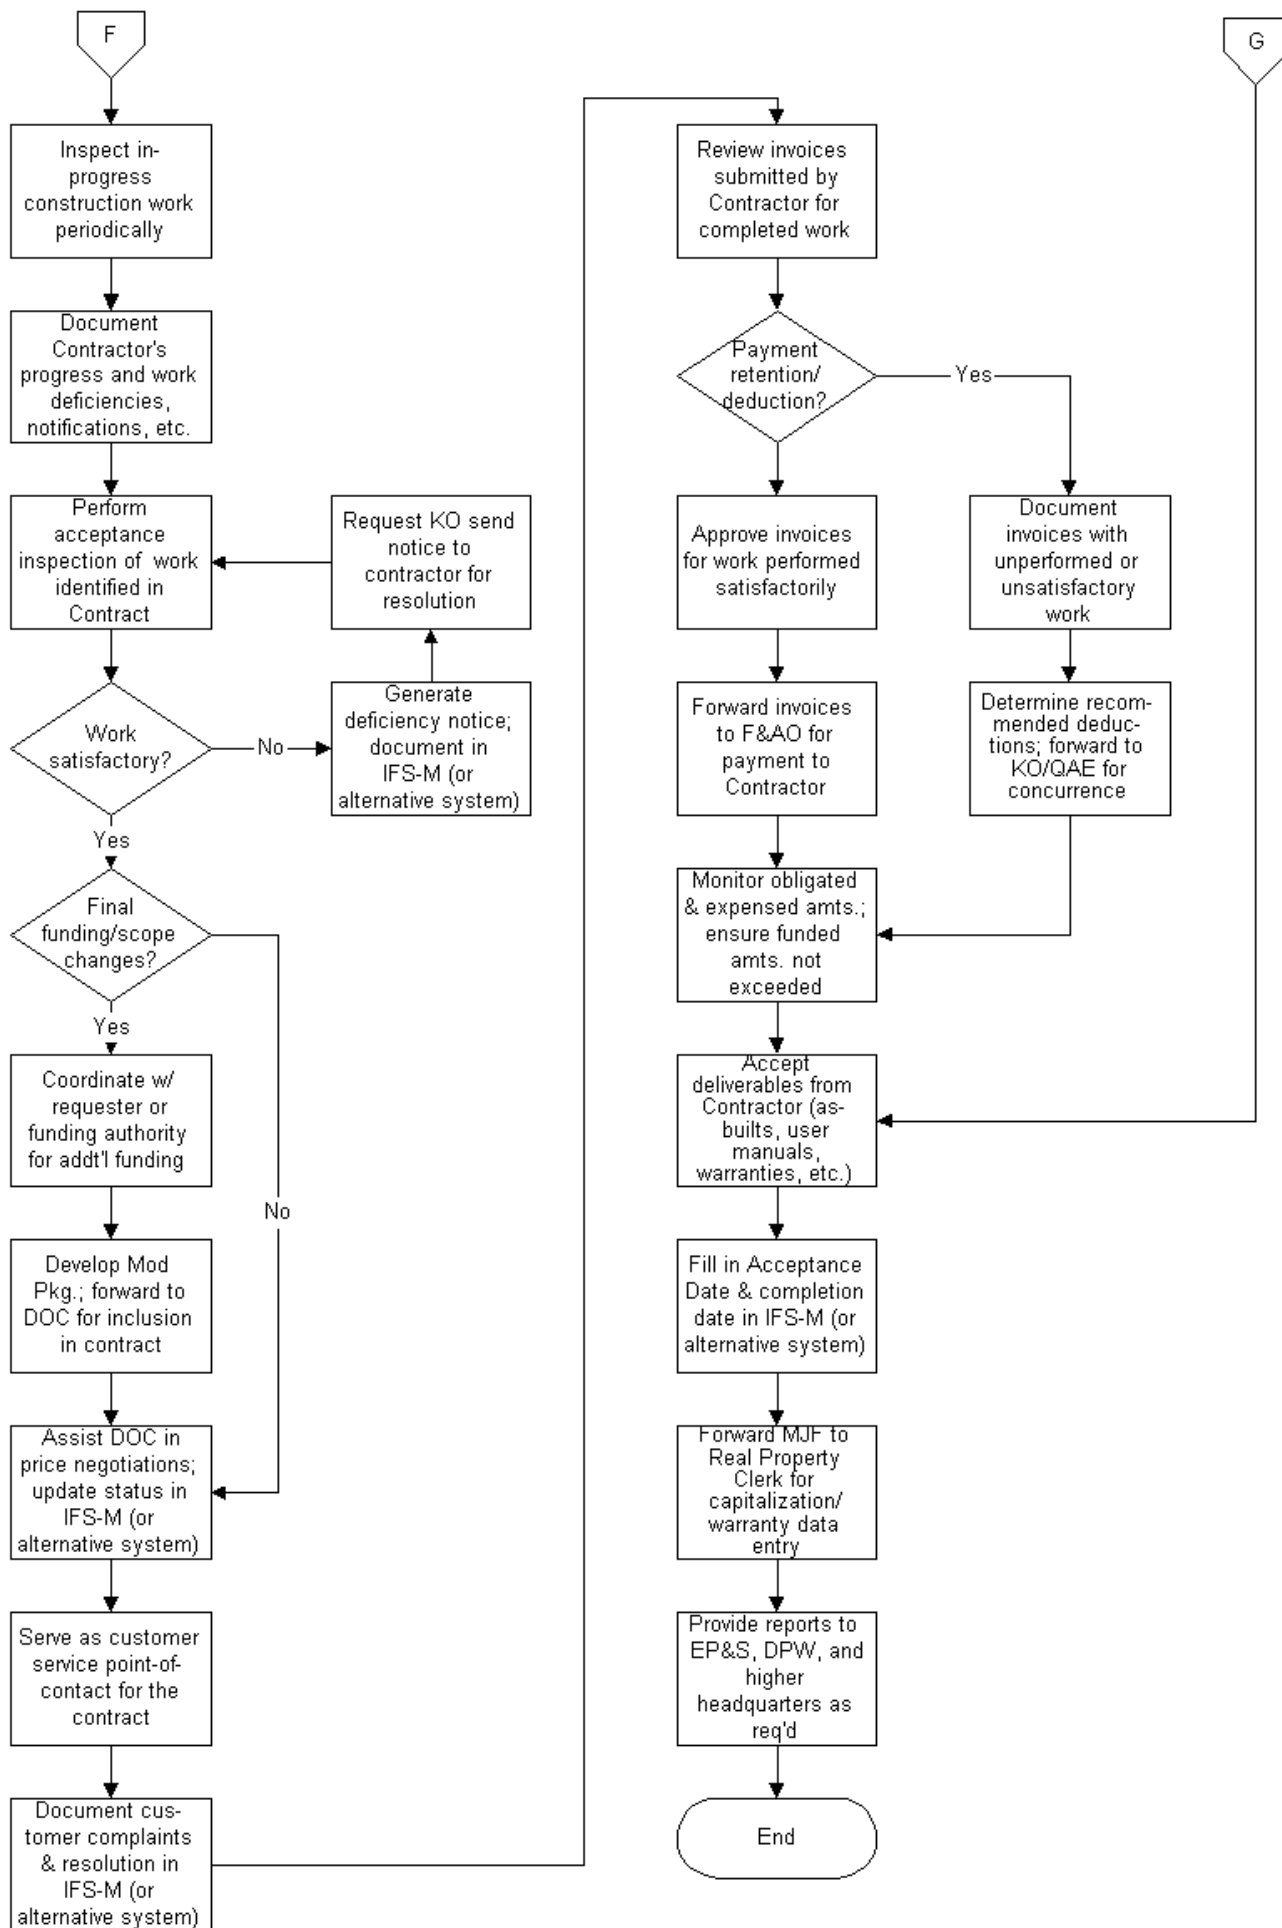 F
Inspect in-
progress
construction work
periodically
Document
Contractor's
progress and work
deficiencies,
notifications, etc.
Perform
acceptance
inspection of work
identified in
Contract
Request KO send
notice to
contractor for
resolution
Work
satisfactory?
No
Generate
deficiency notice;
document in
IFS-M (or
alternative system)
Yes
Final
funding/scope
changes?
Yes
Coordinate w/
requester or
funding authority
for addt'l funding
No
Develop Mod
Pkg.; forward to
DOC for inclusion
in contract
Assist DOC in
price negotiations;
update status in
IFS-M (or
alternative system)
Serve as customer
service point-of-
contact for the
contract
Document cus-
tomer complaints
& resolution in
IFS-M (or
alternative system)
Review invoices
submitted by
Contractor for
completed work
Payment
retention/
deduction?
Yes
Approve invoices
for work performed
satisfactorily
Document
invoices with
unperformed or
unsatisfactory
work
Forward invoices
to F&AO for
payment to
Contractor
Determine recom-
mended deduc-
tions; forward to
KO/QAE for
concurrence
Monitor obligated
& expensed amts.;
ensure funded
amts. not
exceeded
G
Accept
deliverables from
Contractor (as-
builts, user
manuals,
warranties, etc.)
Fill in Acceptance
Date & completion
date in IFS-M (or
alternative system)
Forward MJF to
Real Property
Clerk for
capitalization/
warranty data
entry
Provide reports to
EP&S, DPW, and
higher
headquarters as
req'd
End